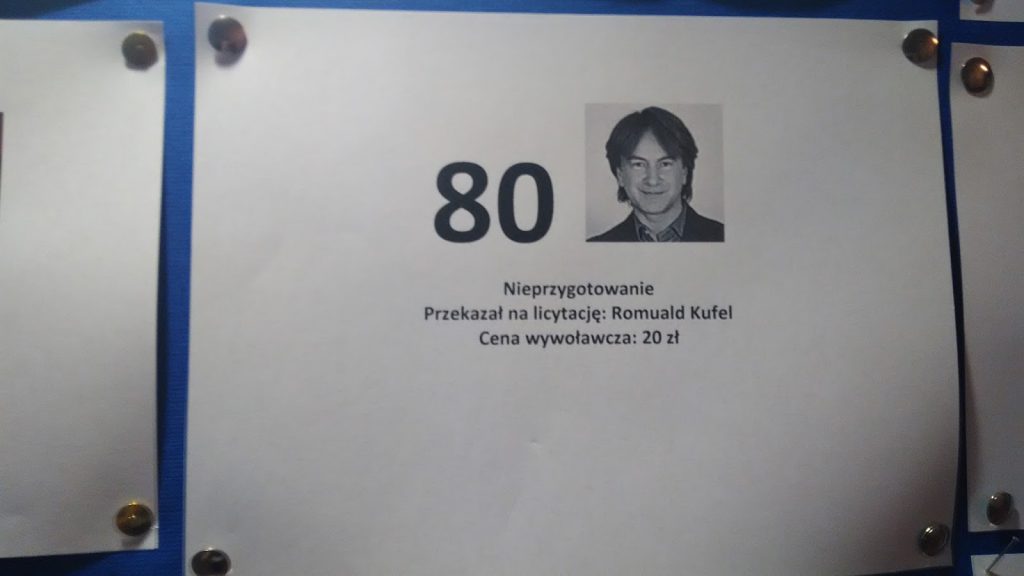 80
Nieprzygotowanie
Przekazał na licytację: Romuald Kufel
Cena wywoławcza: 20 zł